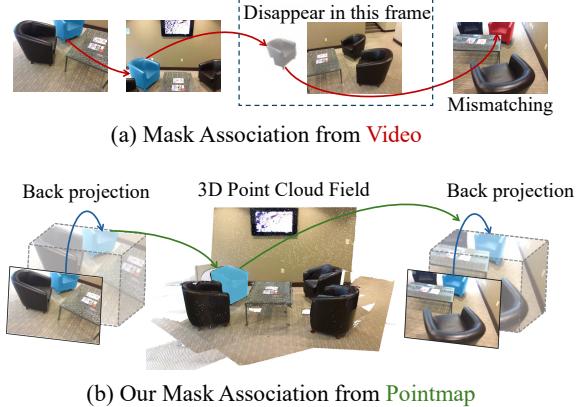 Disappear in this frame
Mismatching
(a) Mask Association from Video
Back projection
3D Point Cloud Field
Back projection
(b) Our Mask Association from Pointmap